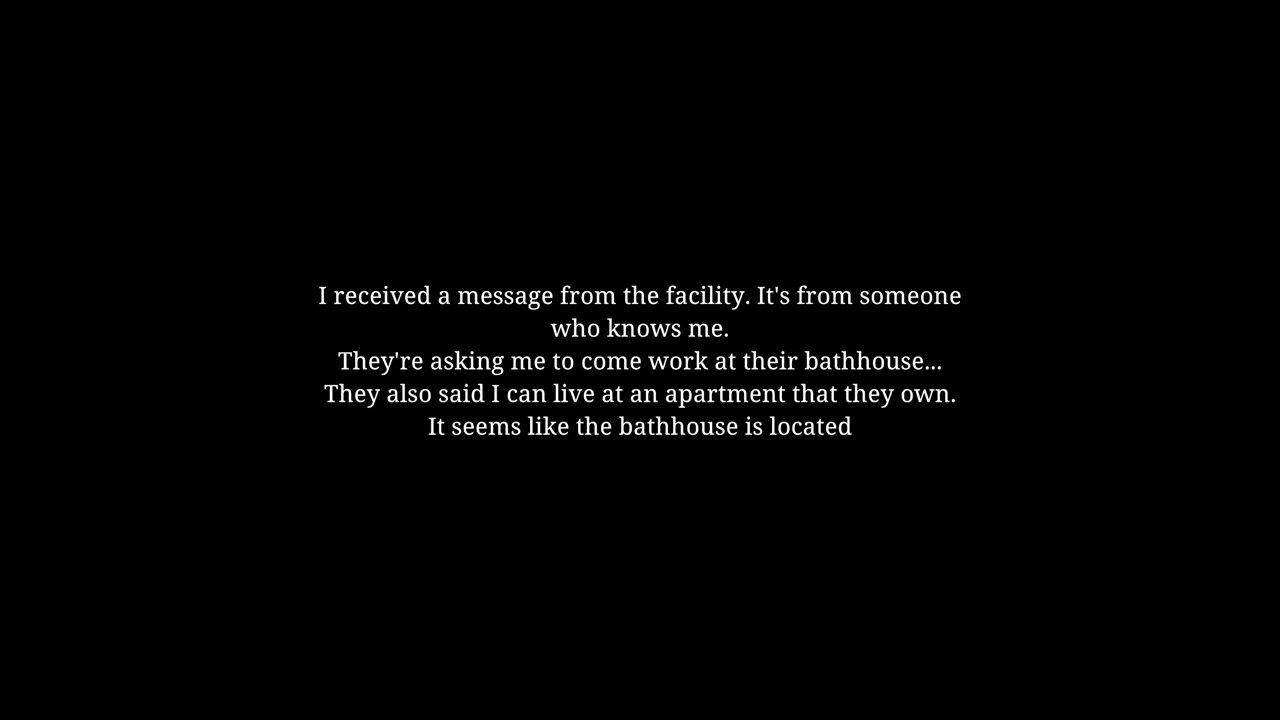 I received a message from the facility. It's from someone
who knows me.
They're asking me to come work at their bathhouse...
They also said I can live at an apartment that they own.
It seems like the bathhouse is located